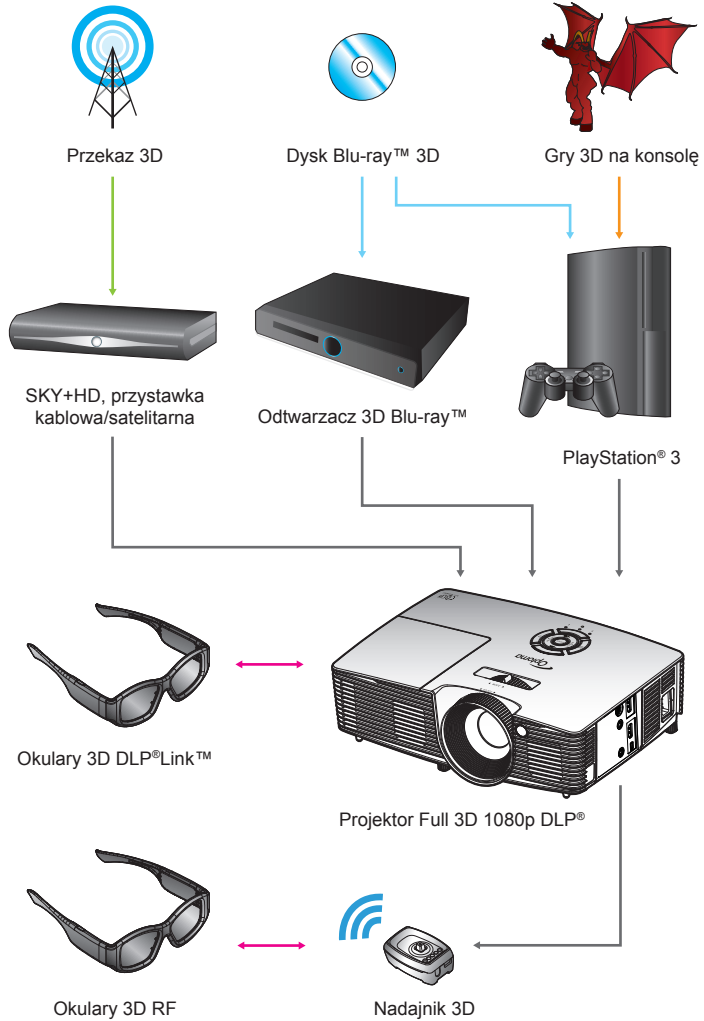 Przekaz 3D
Dysk Blu-ray™ 3D
Gry 3D na konsolę
SKY+HD, przystawka
kablowa/satelitarna
Odtwarzacz 3D Blu-ray™
PlayStation® 3
Optoma
Okulary 3D DLP®Link™
Projektor Full 3D 1080p DLP®
Okulary 3D RF
Nadajnik 3D